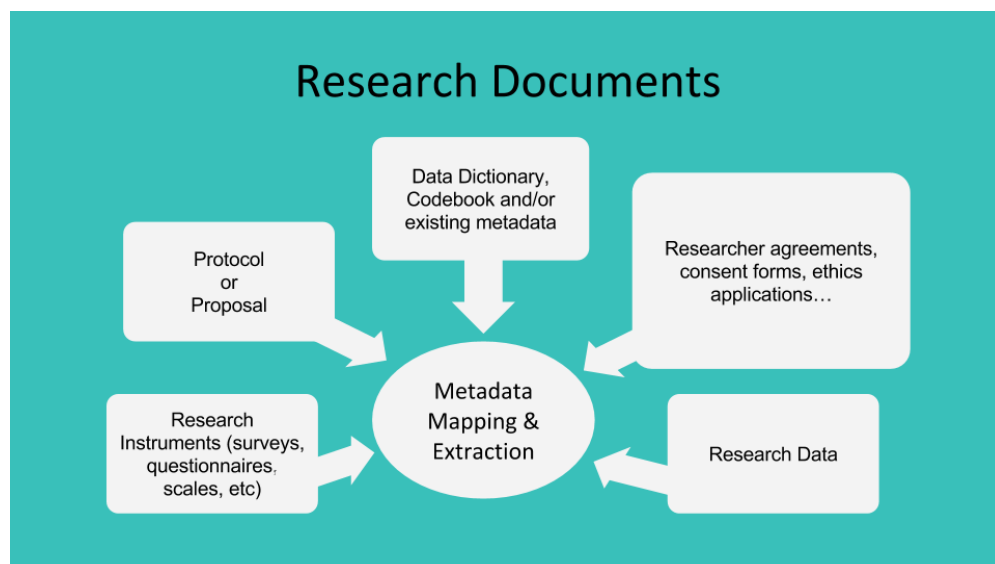 Research Documents
Data Dictionary,
Codebook and/or
existing metadata
Protocol
or
Proposal
Researcher agreements,
consent forms, ethics
applications…
Metadata
Mapping &
Extraction
Research
Instruments (surveys,
questionnaires,
scales, etc)
Research Data